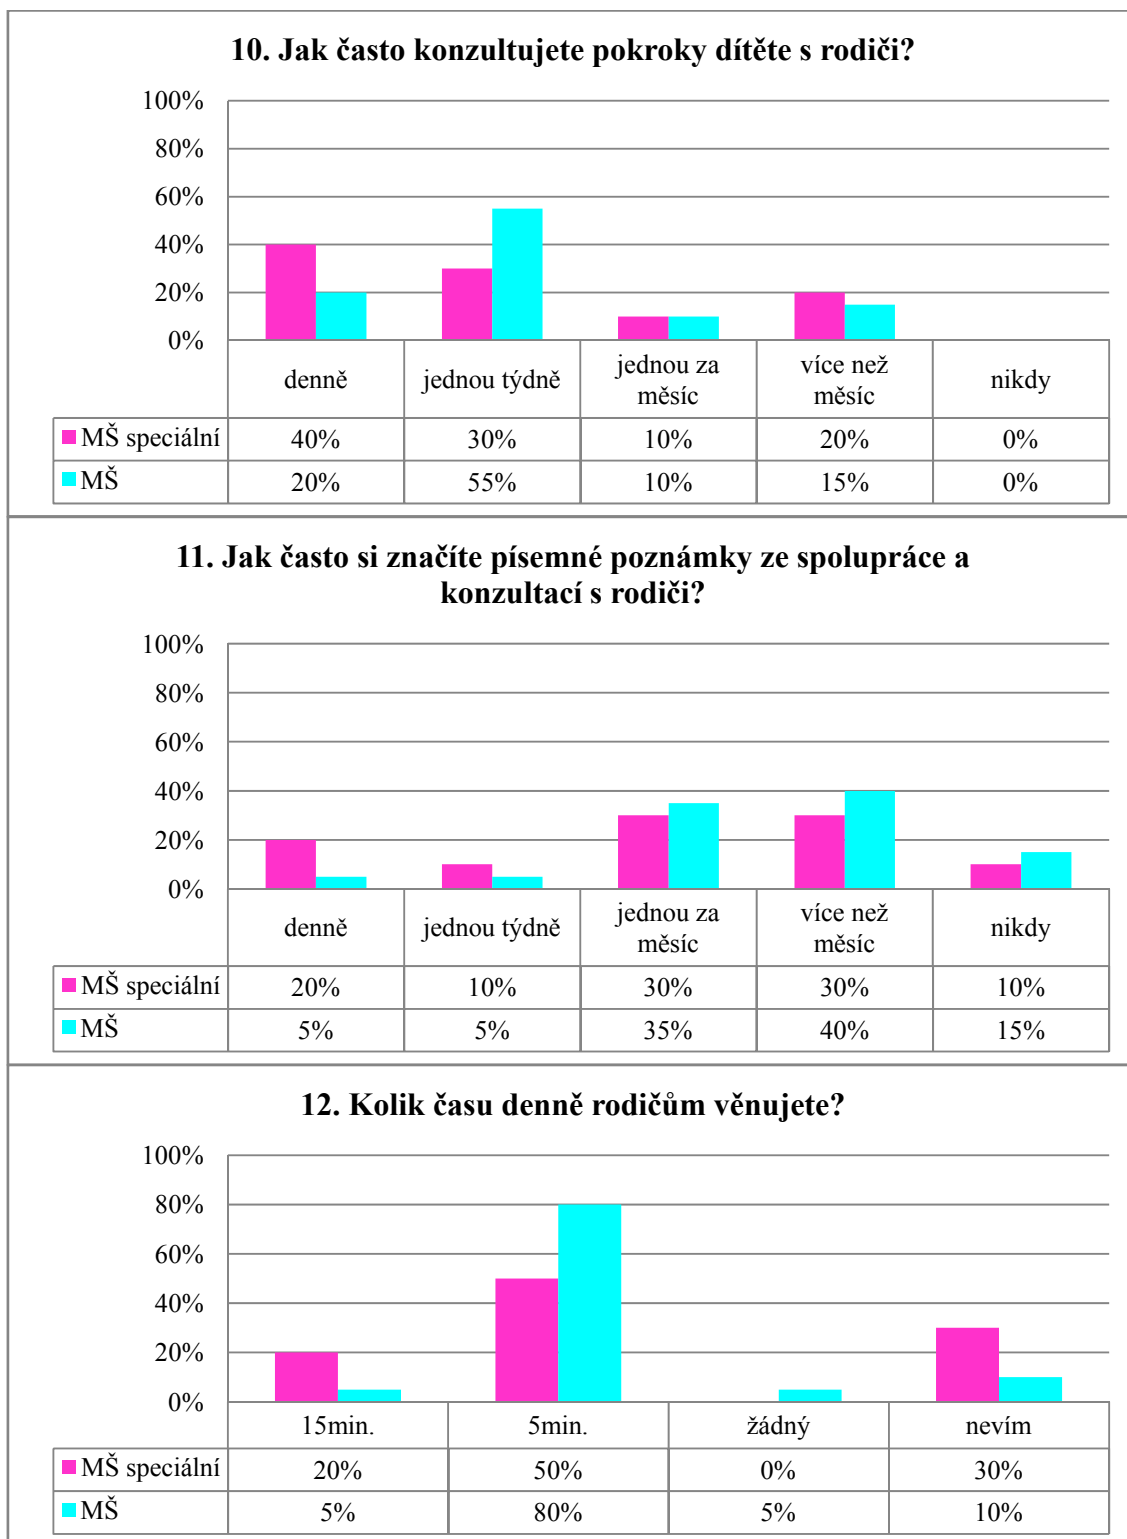 10. Jak často konzultujete pokroky dítěte s rodiči?
100%
80%
60%
40%
20%
0%
denně jednou týdně jednou za měsíc více než měsíc nikdy
MŠ speciální 40% 30% 10% 20% 0%
MŠ 20% 55% 10% 15% 0%
11. Jak často si značíte písemné poznámky ze spolupráce a
konzultací s rodiči?
100%
80%
60%
40%
20%
0%
denně jednou týdně jednou za měsíc více než měsíc nikdy
MŠ speciální 20% 10% 30% 30% 10%
MŠ 5% 5% 35% 40% 15%
12. Kolik času denně rodičům věnujete?
100%
80%
60%
40%
20%
0%
15min. 5min. žádný nevím
MŠ speciální 20% 50% 0% 30%
MŠ 5% 80% 5% 10%